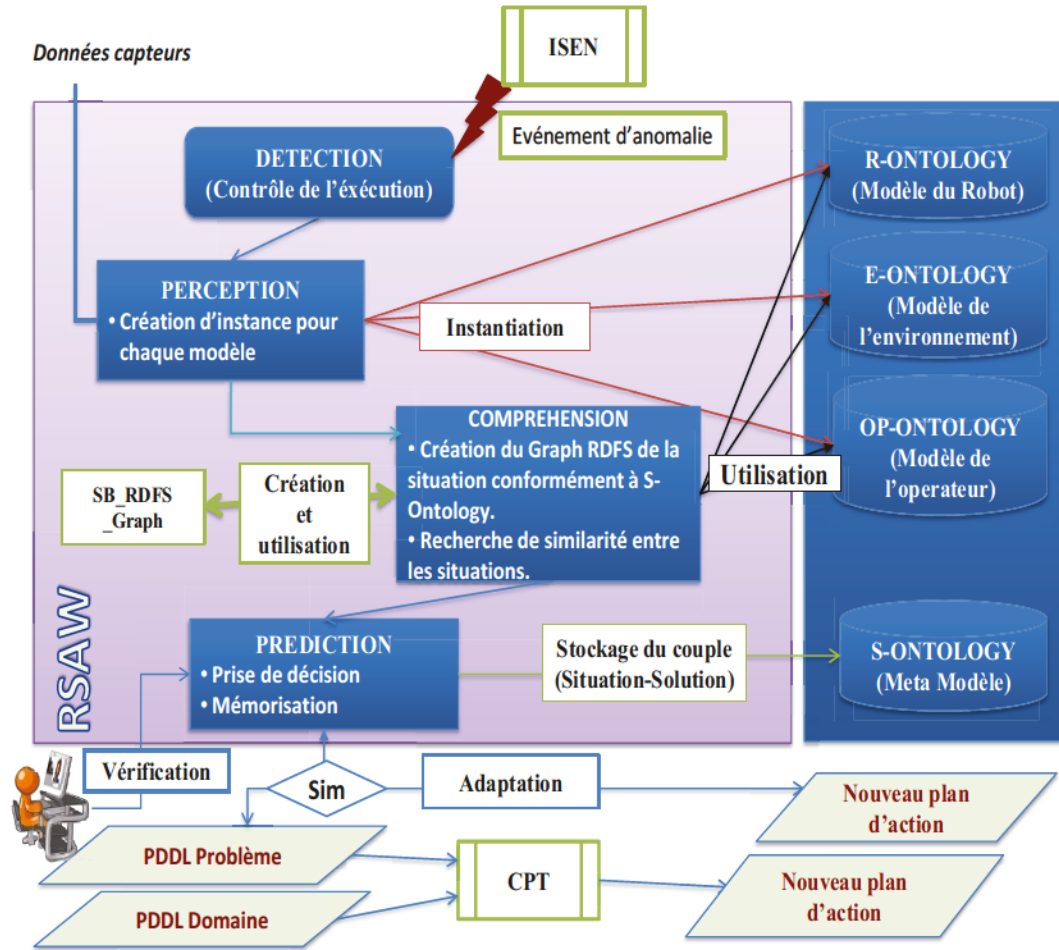 Données capteurs
ISEN
Evénement d'anomalie
DETECTION
(Contrôle de l'éxécution)
R-ONTOLOGY
(Modèle du Robot)
PERCEPTION
• Création d'instance pour
chaque modèle
Instantiation
E-ONTOLOGY
(Modèle de
l'environnement)
COMPREHENSION
• Création du Graph RDFS de la
situation conformément à S-
Ontology.
• Recherche de similarité entre
les situations.
Utilisation
OP-ONTOLOGY
(Modèle de
l'operateur)
SB_RDFS
_Graph
Création
et
utilisation
RSAW
PREDICTION
• Prise de décision
• Mémorisation
Stockage du couple
(Situation-Solution)
S-ONTOLOGY
(Meta Modèle)
Vérification
Sim
Adaptation
Nouveau plan
d'action
PDDL Problème
CPT
Nouveau plan
d'action
PDDL Domaine